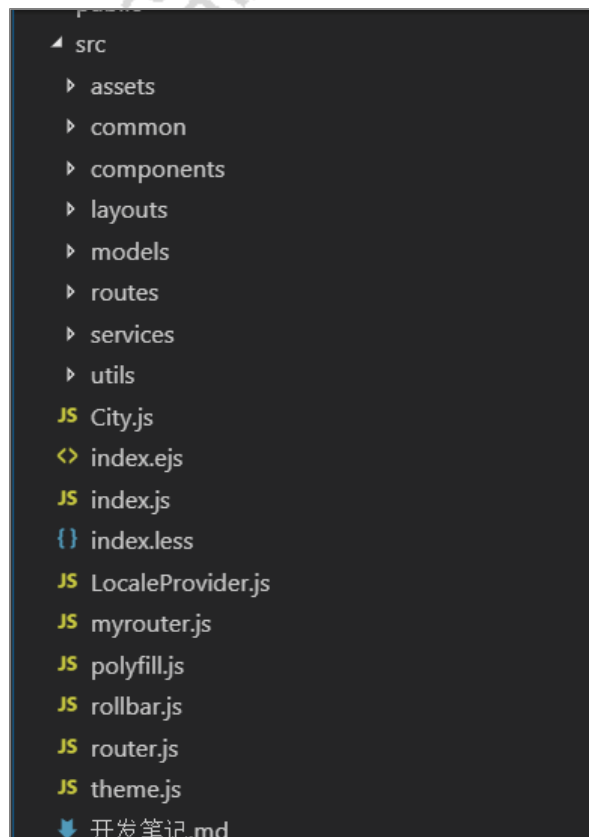 public
src
assets
common
components
layouts
models
routes
services
utils
JS City.js
<> index.ejs
JS index.js
{} index.less
JS LocaleProvider.js
JS myrouter.js
JS polyfill.js
JS rollbar.js
JS router.js
JS theme.js
开发笔记.md